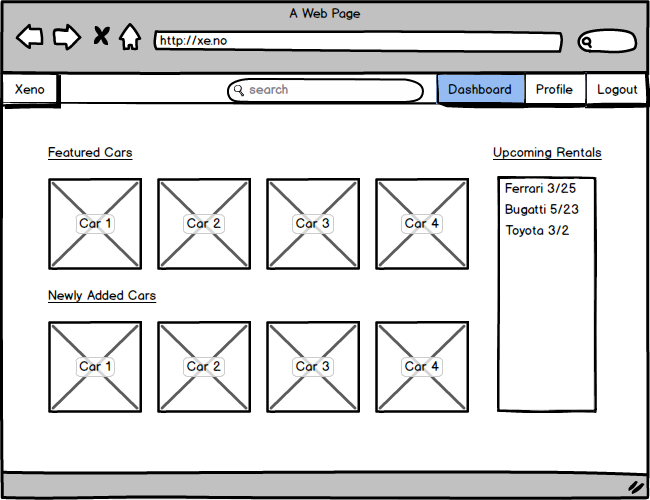 A Web Page
http://xe.no
Xeno
search
Dashboard
Profile
Logout
Featured Cars
Car 1
Car 2
Car 3
Car 4
Newly Added Cars
Car 1
Car 2
Car 3
Car 4
Upcoming Rentals
Ferrari 3/25
Bugatti 5/23
Toyota 3/2